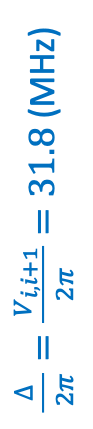 Δ/2π = V_{i,i+1}/2π = 31.8 (MHz)